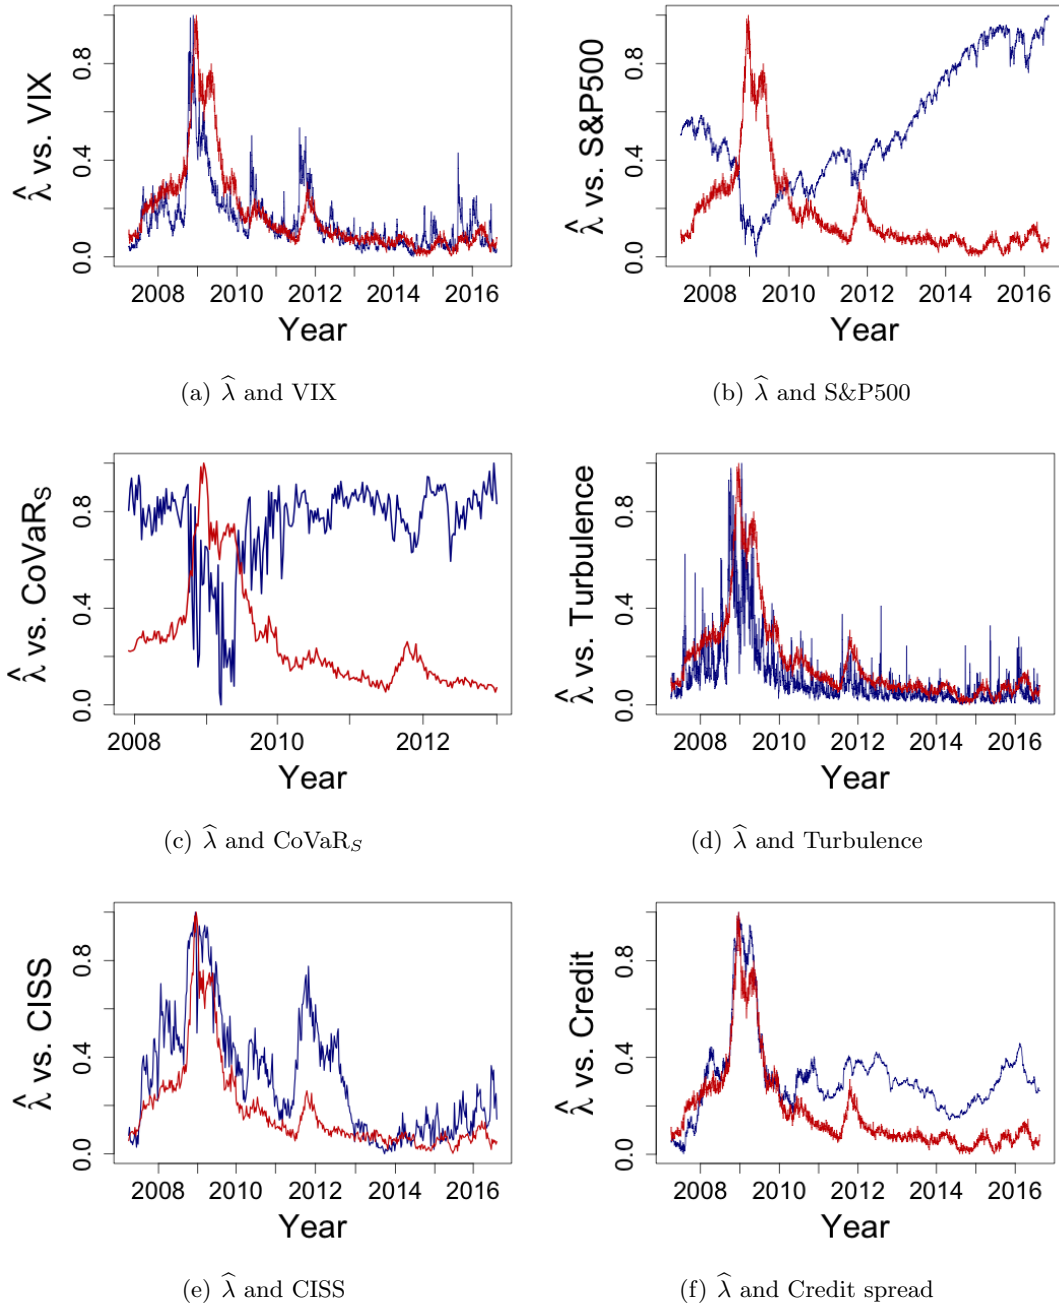 λ̂ vs. VIX
0.0 0.4 0.8
2008 2010 2012 2014 2016
Year
(a) λ̂ and VIX
λ̂ vs. S&P500
0.0 0.4 0.8
2008 2010 2012 2014 2016
Year
(b) λ̂ and S&P500
λ̂ vs. CoVaRS
0.0 0.4 0.8
2008 2010 2012
Year
(c) λ̂ and CoVaRS
λ̂ vs. Turbulence
0.0 0.4 0.8
2008 2010 2012 2014 2016
Year
(d) λ̂ and Turbulence
λ̂ vs. CISS
0.0 0.4 0.8
2008 2010 2012 2014 2016
Year
(e) λ̂ and CISS
λ̂ vs. Credit
0.0 0.4 0.8
2008 2010 2012 2014 2016
Year
(f) λ̂ and Credit spread